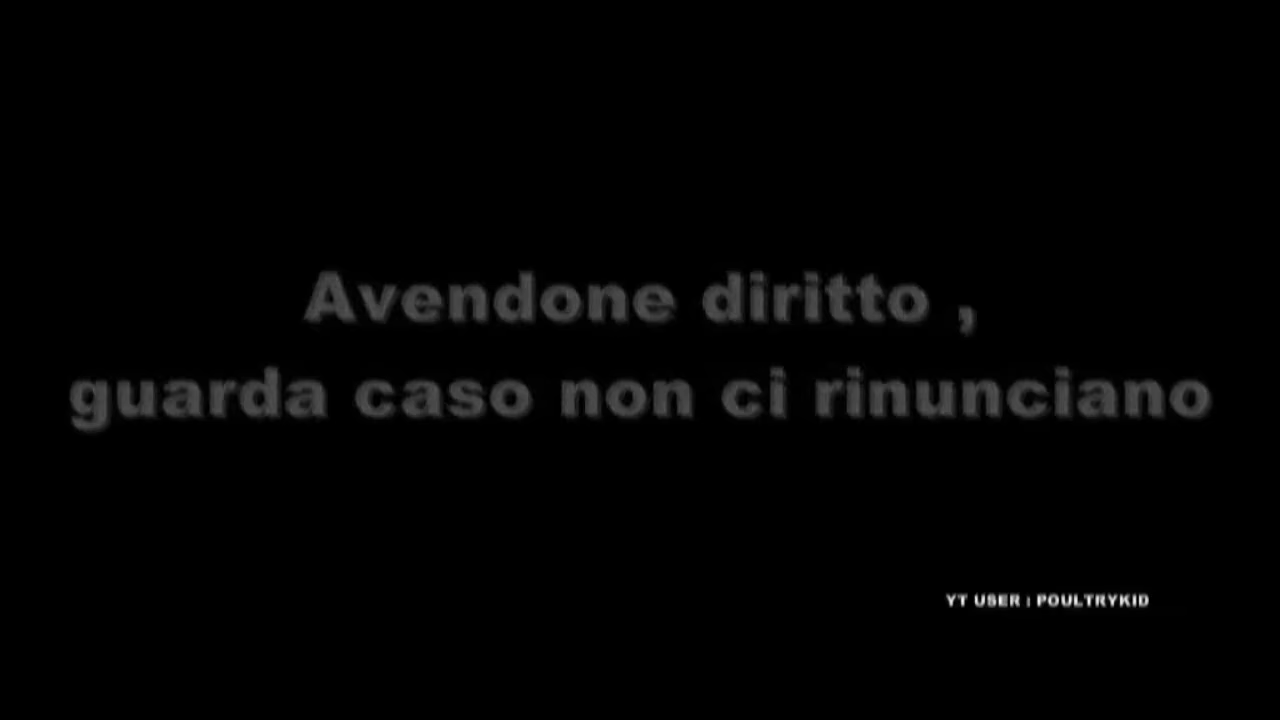 Avendone diritto ,
guarda caso non ci rinunciano
YT USER : POULTRYKID